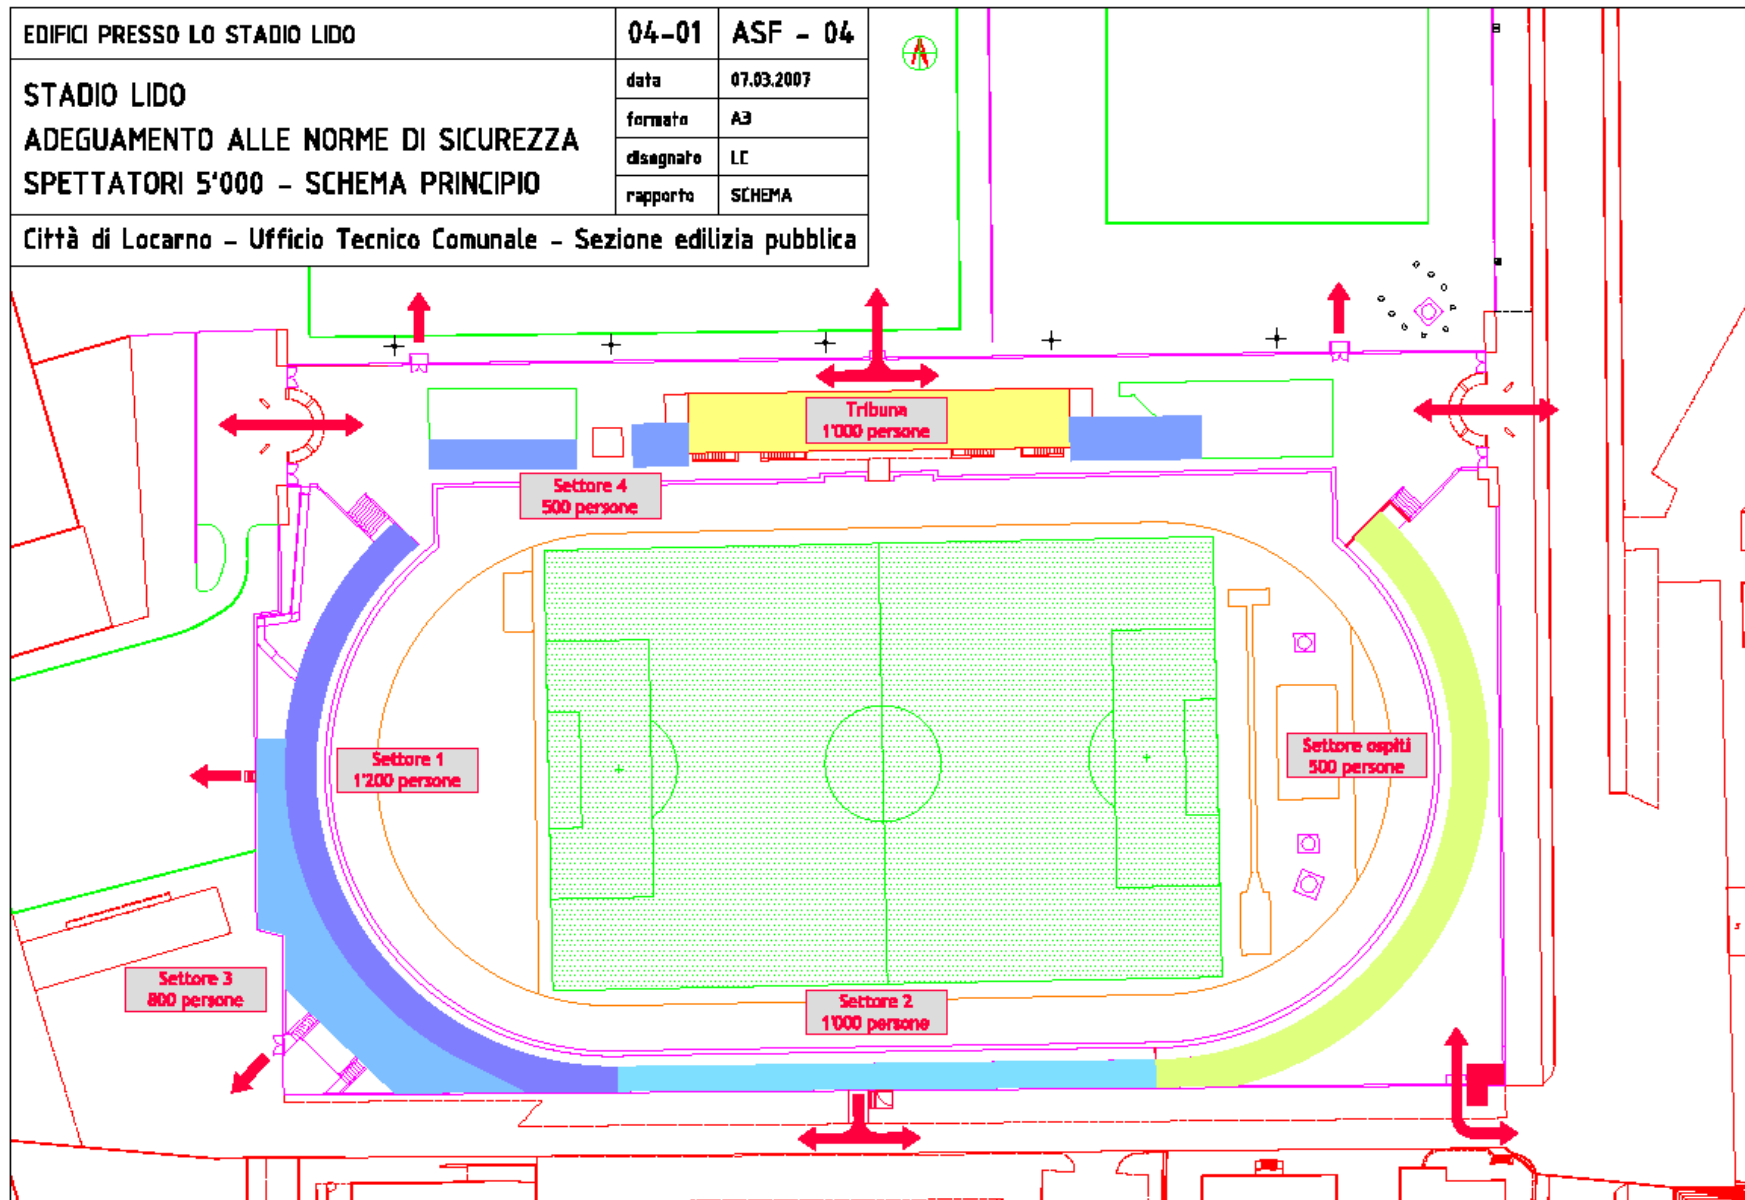 EDIFICI PRESSO LO STADIO LIDO
04-01
ASF - 04
STADIO LIDO
ADEGUAMENTO ALLE NORME DI SICUREZZA
SPETTATORI 5'000 - SCHEMA PRINCIPIO
data
07.03.2007
formato
A3
disegnato
LC
rapporto
SCHEMA
Città di Locarno - Ufficio Tecnico Comunale - Sezione edilizia pubblica
Tribuna
1'000 persone
Settore 4
500 persone
Settore 1
1'200 persone
Settore ospiti
500 persone
Settore 3
800 persone
Settore 2
1'000 persone